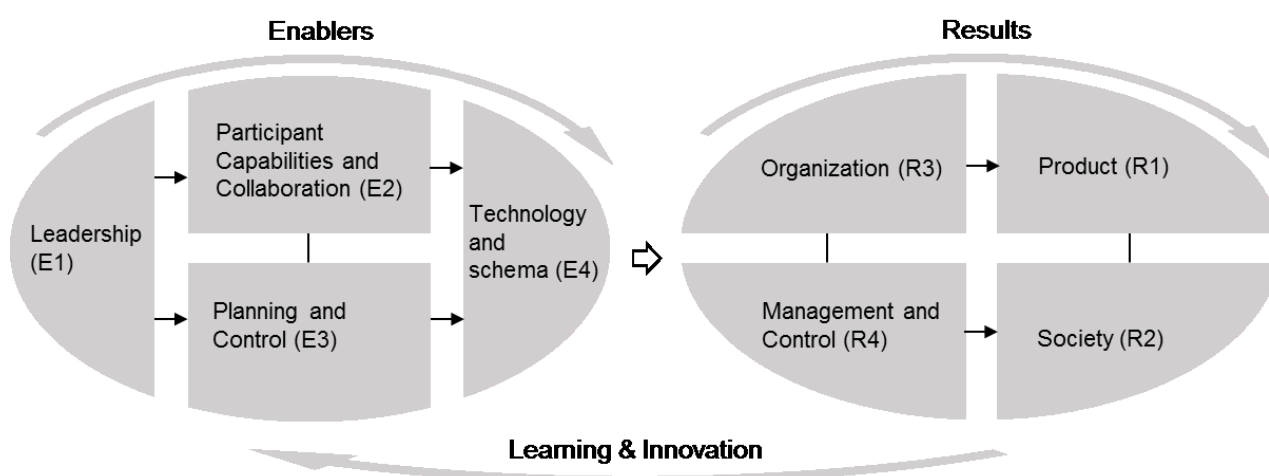 Enablers
Results
Leadership
(E1)
Participant
Capabilities and
Collaboration (E2)
Planning and
Control (E3)
Technology
and
schema (E4)
Organization (R3)
Product (R1)
Management and
Control (R4)
Society (R2)
Learning & Innovation